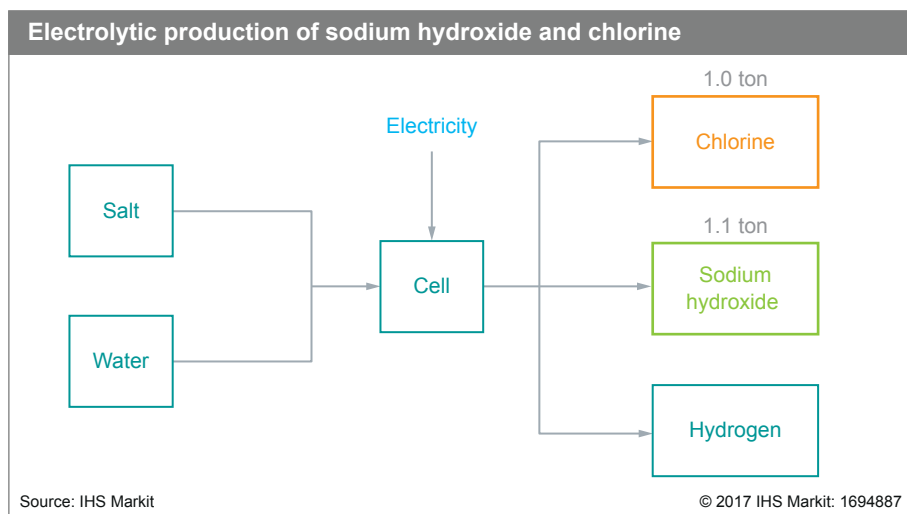 Electrolytic production of sodium hydroxide and chlorine
1.0 ton
Electricity
Chlorine
Salt
1.1 ton
Cell
Sodium
hydroxide
Water
Hydrogen
Source: IHS Markit
© 2017 IHS Markit: 1694887